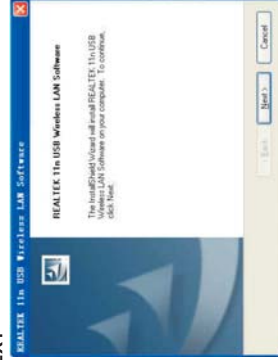 REALTEK 11n USB Wireless LAN Software
REALTEK 11n USB Wireless LAN Software
The InstallShield Wizard will install REALTEK 11n USB
Wireless LAN Software on your computer. To continue,
click Next.
Next >
Cancel